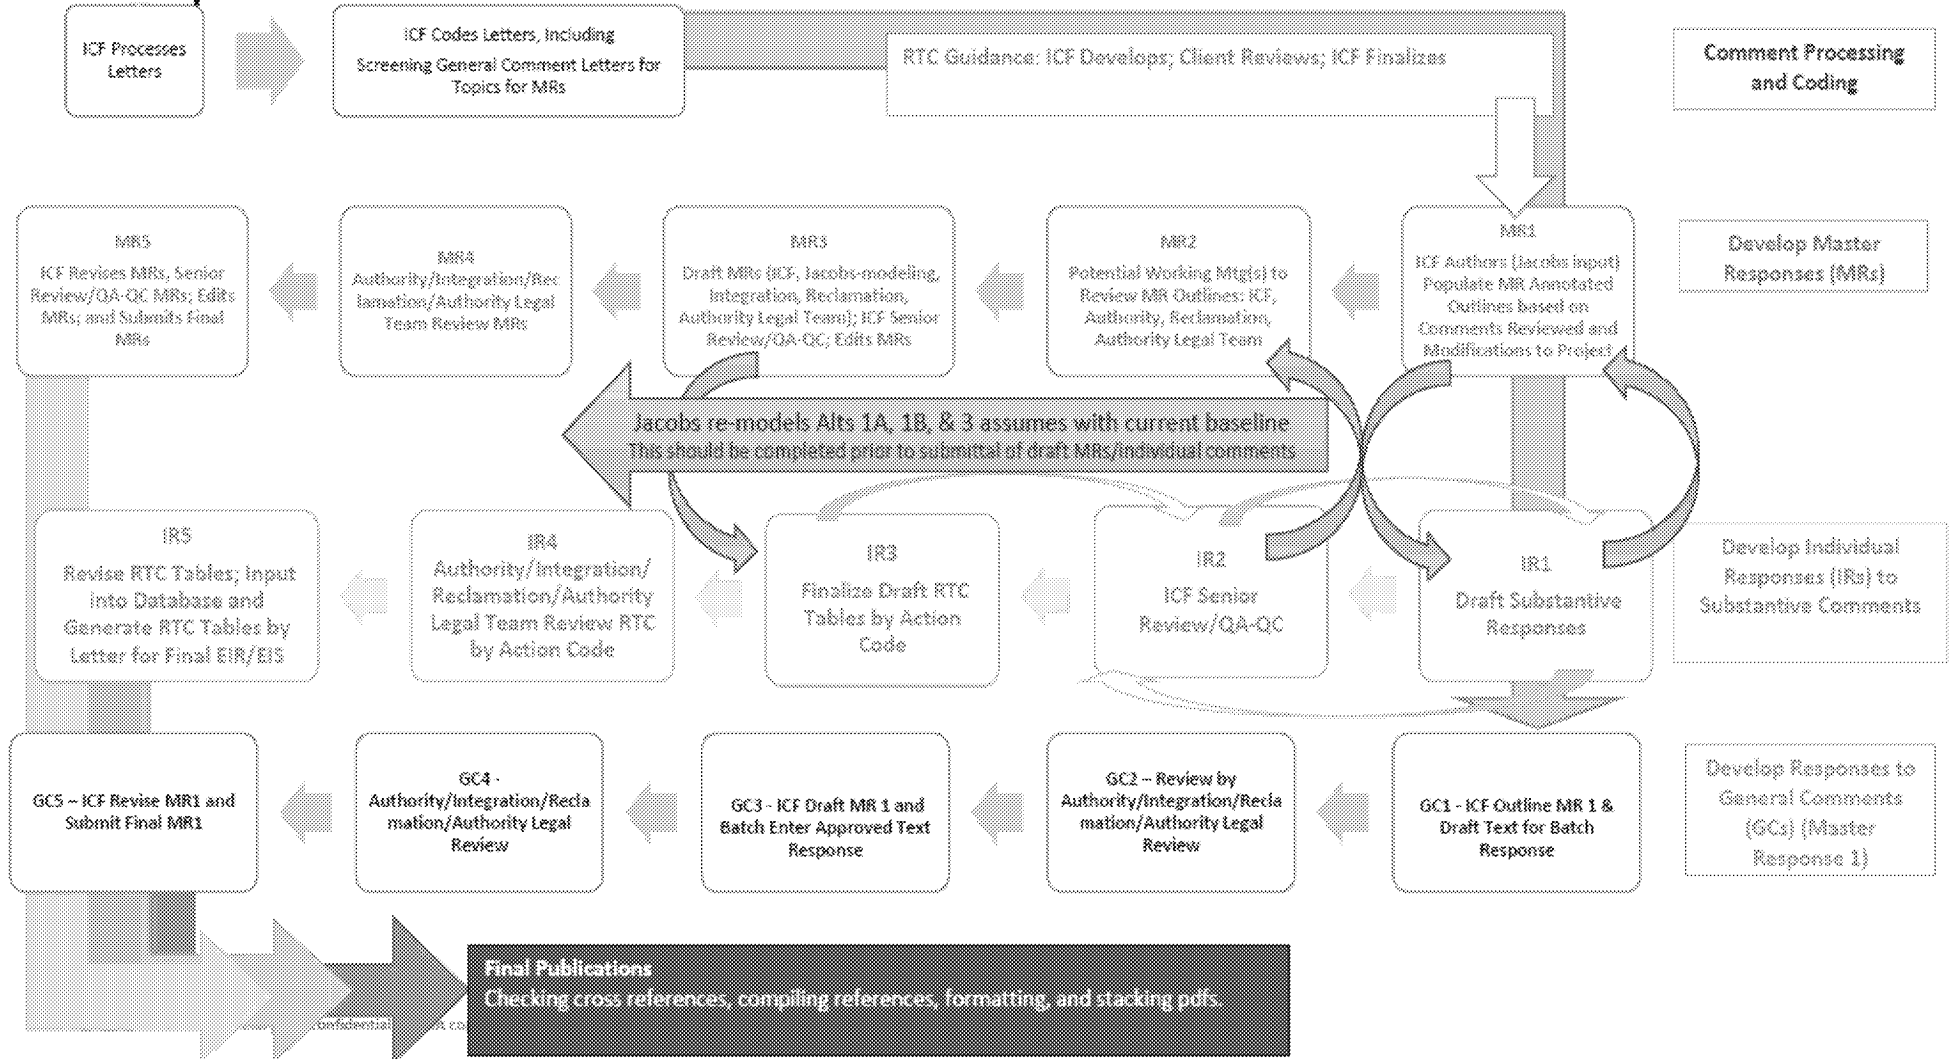 ICF Processes
Letters
ICF Codes Letters, Including
Screening General Comment Letters for
Topics for MRs
RTC Guidance: ICF Develops; Client Reviews; ICF Finalizes
Comment Processing
and Coding
MR5
ICF Revises MRs, Senior
Review/QA-QC MRs; Edits
MRs; and Submits Final
MRs
MR4
Authority/Integration/Rec
lamation/Authority Legal
Team Review MRs
MR3
Draft MRs (ICF, Jacobs-modeling,
Integration, Reclamation,
Authority Legal Team); ICF Senior
Review/QA-QC; Edits MRs
MR2
Potential Working Mtg(s) to
Review MR Outlines: ICF,
Authority, Reclamation,
Authority Legal Team
MR1
ICF Authors (Jacobs input)
Populate MR Annotated
Outlines based on
Comments Reviewed and
Modifications to Project
Develop Master
Responses (MRs)
Jacobs re-models Alts 1A, 1B, & 3 assumes with current baseline
This should be completed prior to submittal of draft MRs/individual comments
IR5
Revise RTC Tables; Input
into Database and
Generate RTC Tables by
Letter for Final EIR/EIS
IR4
Authority/Integration/
Reclamation/Authority
Legal Team Review RTC
by Action Code
IR3
Finalize Draft RTC
Tables by Action
Code
IR2
ICF Senior
Review/QA-QC
IR1
Draft Substantive
Responses
Develop Individual
Responses (IRs) to
Substantive Comments
GC5 – ICF Revise MR1 and
Submit Final MR1
GC4 -
Authority/Integration/Recla
mation/Authority Legal
Review
GC3 - ICF Draft MR 1 and
Batch Enter Approved Text
Response
GC2 – Review by
Authority/Integration/Recla
mation/Authority Legal
Review
GC1 - ICF Outline MR 1 &
Draft Text for Batch
Response
Develop Responses to
General Comments
(GCs) (Master
Response 1)
Final Publications
Checking cross references, compiling references, formatting, and stacking pdfs.